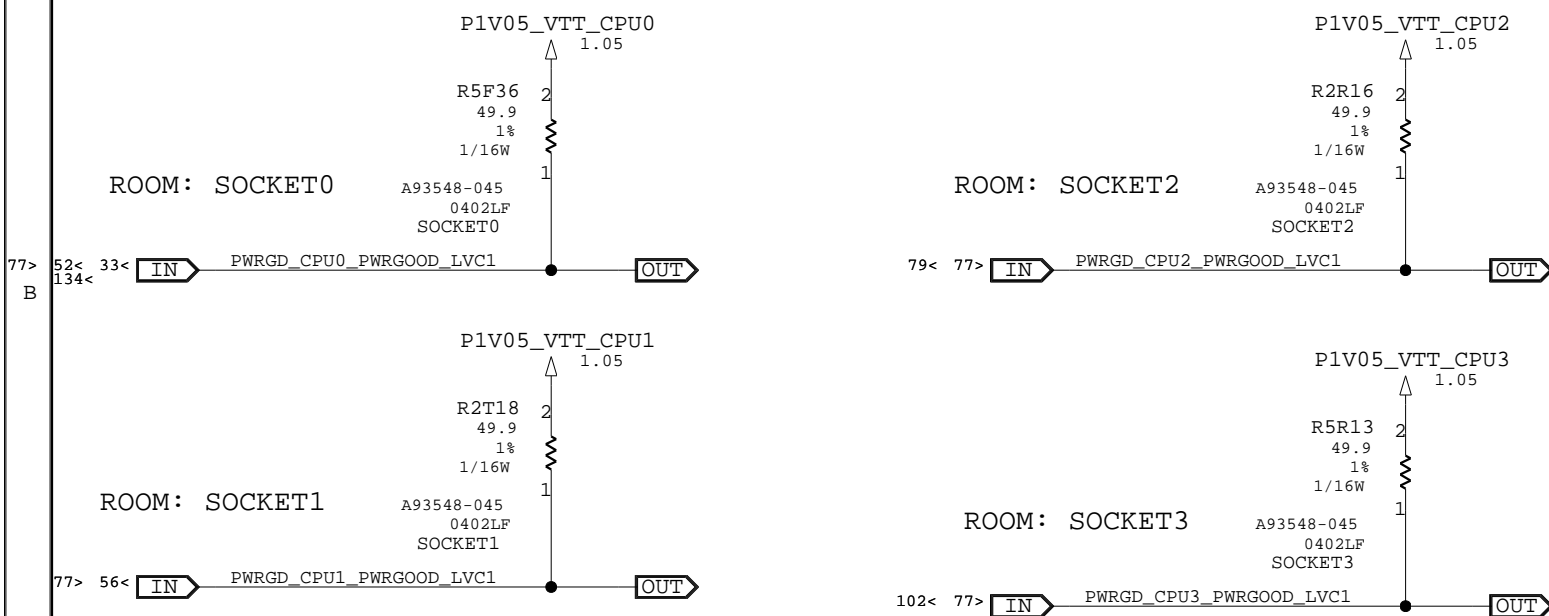 P1V05_VTT_CPU0
1.05
R5F36 2
49.9
1%
1/16W
1
ROOM: SOCKET0
A93548-045
0402LF
SOCKET0
77> 52< 33< IN PWRGD_CPU0_PWRGOOD_LVC1 OUT
134<
B
P1V05_VTT_CPU2
1.05
R2R16 2
49.9
1%
1/16W
1
ROOM: SOCKET2
A93548-045
0402LF
SOCKET2
79< 77> IN PWRGD_CPU2_PWRGOOD_LVC1 OUT
P1V05_VTT_CPU1
1.05
R2T18 2
49.9
1%
1/16W
1
ROOM: SOCKET1
A93548-045
0402LF
SOCKET1
77> 56< IN PWRGD_CPU1_PWRGOOD_LVC1 OUT
P1V05_VTT_CPU3
1.05
R5R13 2
49.9
1%
1/16W
1
ROOM: SOCKET3
A93548-045
0402LF
SOCKET3
102< 77> IN PWRGD_CPU3_PWRGOOD_LVC1 OUT